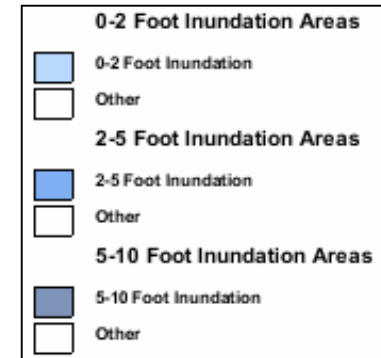 0-2 Foot Inundation Areas
0-2 Foot Inundation
Other
2-5 Foot Inundation Areas
2-5 Foot Inundation
Other
5-10 Foot Inundation Areas
5-10 Foot Inundation
Other